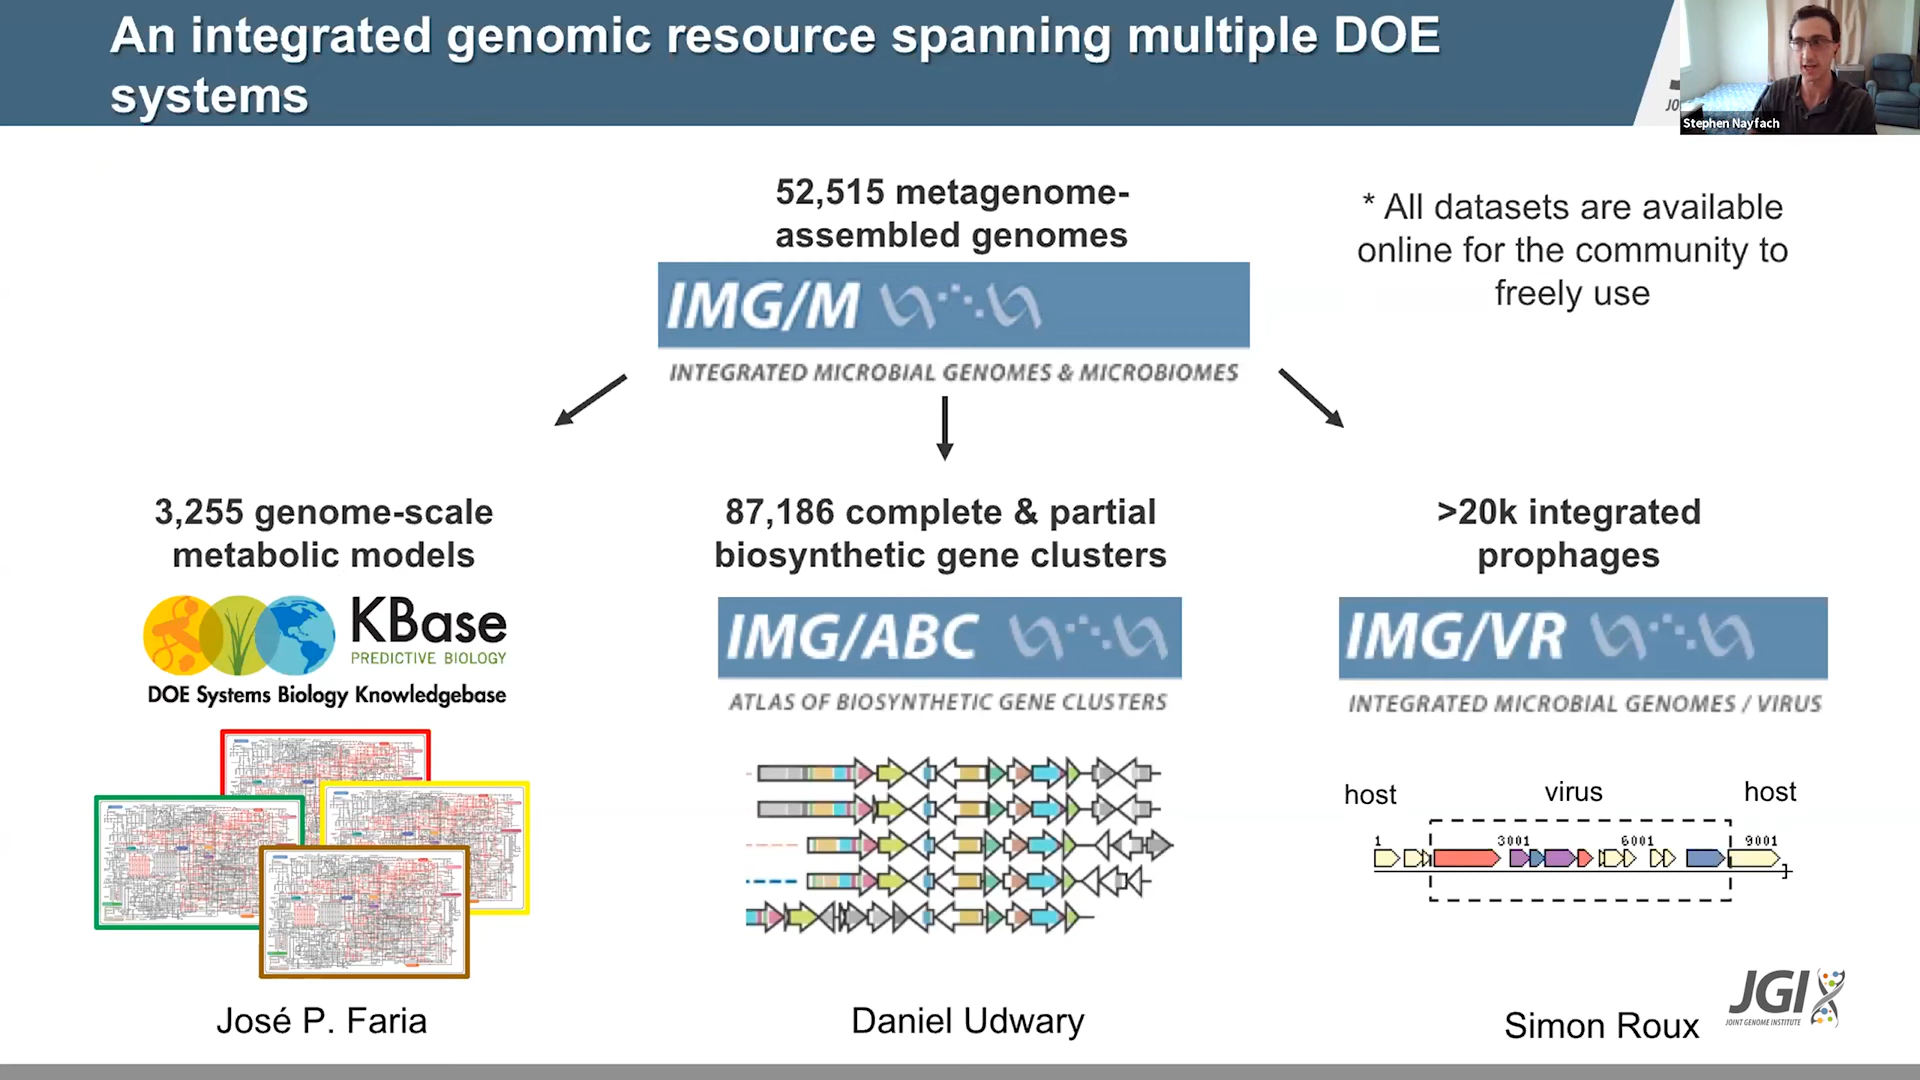 An integrated genomic resource spanning multiple DOE
systems
JO
Stephen Nayfach
52,515 metagenome-
assembled genomes
* All datasets are available
online for the community to
freely use
IMG/M
INTEGRATED MICROBIAL GENOMES & MICROBIOMES
3,255 genome-scale
metabolic models
KBase
PREDICTIVE BIOLOGY
DOE Systems Biology Knowledgebase
87,186 complete & partial
biosynthetic gene clusters
IMG/ABC
ATLAS OF BIOSYNTHETIC GENE CLUSTERS
>20k integrated
prophages
IMG/VR
INTEGRATED MICROBIAL GENOMES / VIRUS
host virus host
1 3001 6001 9001
José P. Faria
Daniel Udwary
Simon Roux
JGI
JOINT GENOME INSTITUTE